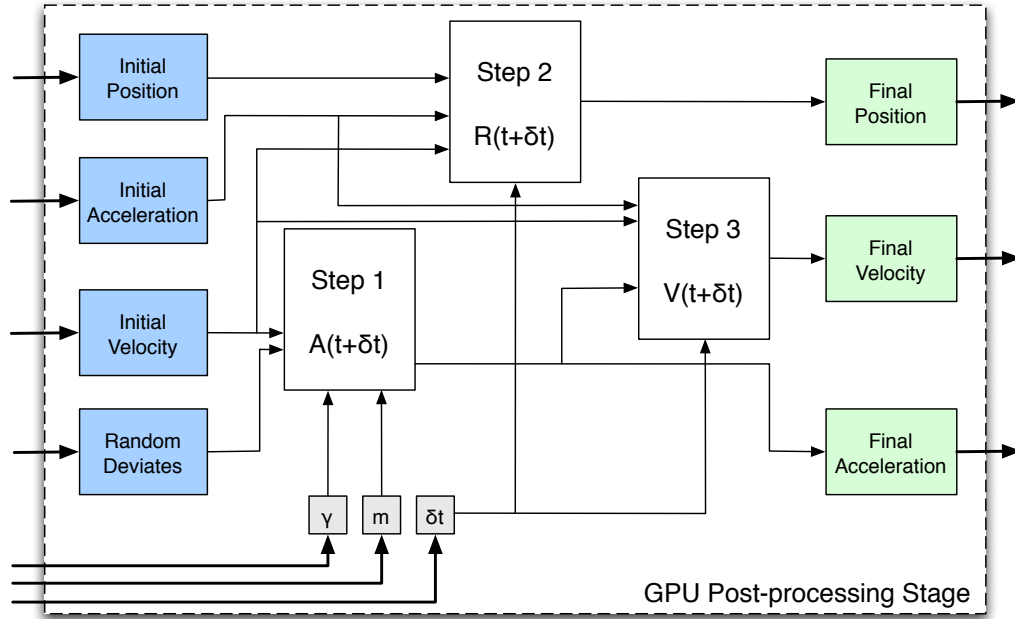 Initial
Position
Initial
Acceleration
Initial
Velocity
Random
Deviates
Step 1
A(t+δt)
Step 2
R(t+δt)
Step 3
V(t+δt)
γ
m
δt
Final
Position
Final
Velocity
Final
Acceleration
GPU Post-processing Stage